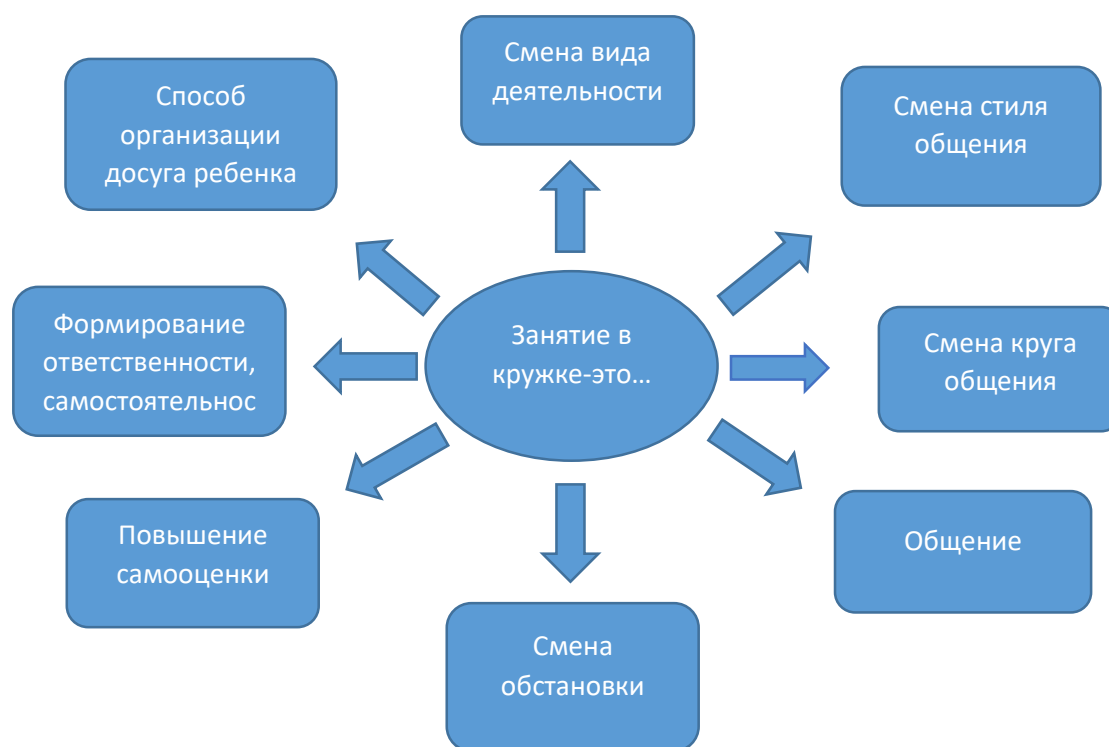 Смена вида
деятельности
Способ
организации
досуга ребенка
Смена стиля
общения
Формирование
ответственности,
самостоятельнос
Занятие в
кружке-это...
Смена круга
общения
Повышение
самооценки
Общение
Смена
обстановки